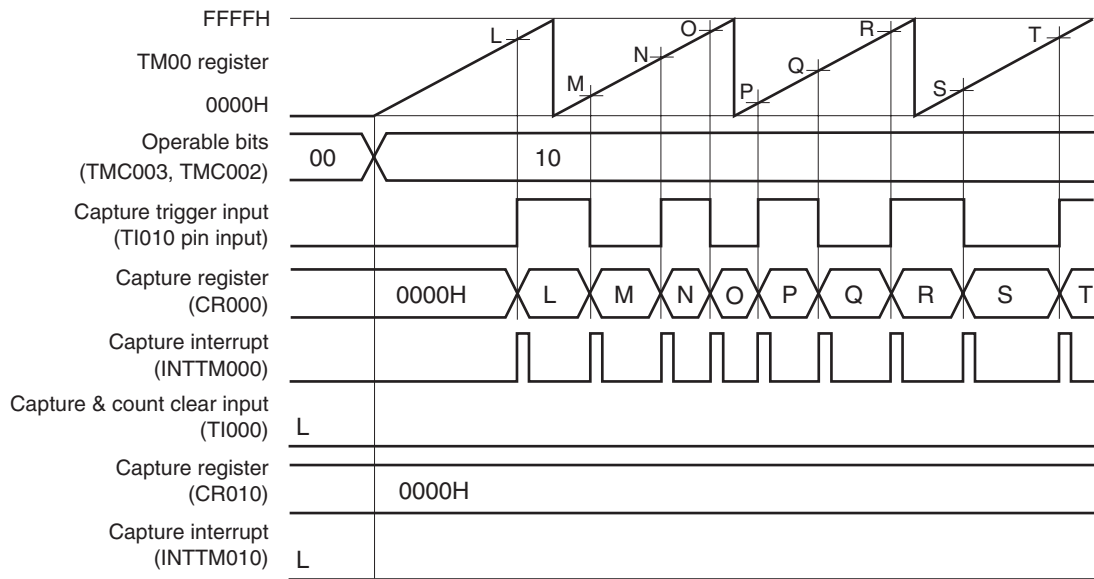 FFFFH
TM00 register
0000H
L
M
N
O
P
Q
R
S
T
Operable bits
(TMC003, TMC002)
00
10
Capture trigger input
(TI010 pin input)
Capture register
(CR000)
0000H
L
M
N
O
P
Q
R
S
T
Capture interrupt
(INTTM000)
Capture & count clear input
(TI000)
L
Capture register
(CR010)
0000H
Capture interrupt
(INTTM010)
L